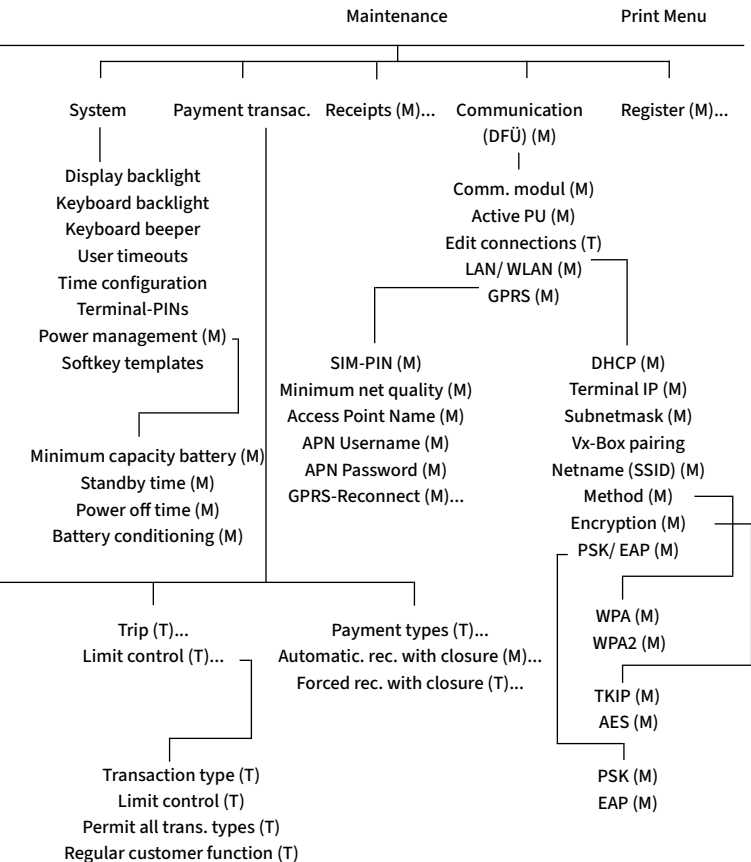 Maintenance
Print Menu
System
Payment transac.
Receipts (M)...
Communication
(DFÜ) (M)
Register (M)...
Display backlight
Keyboard backlight
Keyboard beeper
User timeouts
Time configuration
Terminal-PINs
Power management (M)
Softkey templates
Comm. modul (M)
Active PU (M)
Edit connections (T)
LAN/ WLAN (M)
GPRS (M)
Minimum capacity battery (M)
Standby time (M)
Power off time (M)
Battery conditioning (M)
SIM-PIN (M)
Minimum net quality (M)
Access Point Name (M)
APN Username (M)
APN Password (M)
GPRS-Reconnect (M)...
DHCP (M)
Terminal IP (M)
Subnetmask (M)
Vx-Box pairing
Netname (SSID) (M)
Method (M)
Encryption (M)
PSK/ EAP (M)
WPA (M)
WPA2 (M)
TKIP (M)
AES (M)
PSK (M)
EAP (M)
Trip (T)...
Limit control (T)...
Payment types (T)...
Automatic. rec. with closure (M)...
Forced rec. with closure (T)...
Transaction type (T)
Limit control (T)
Permit all trans. types (T)
Regular customer function (T)